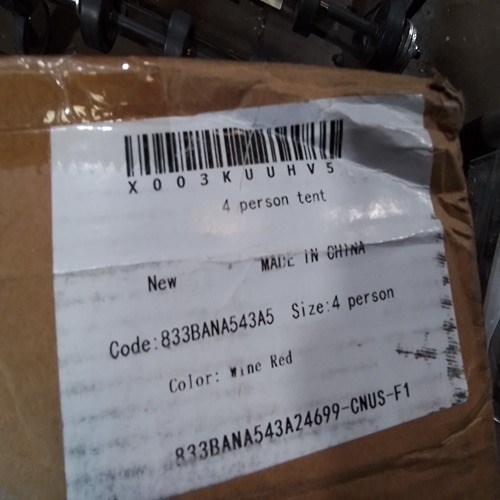 X003KUUHV5
4 person tent
New MADE IN CHINA
Code:833BANA543A5 Size:4 person
Color: Wine Red
833BANA543A24699-CNUS-F1